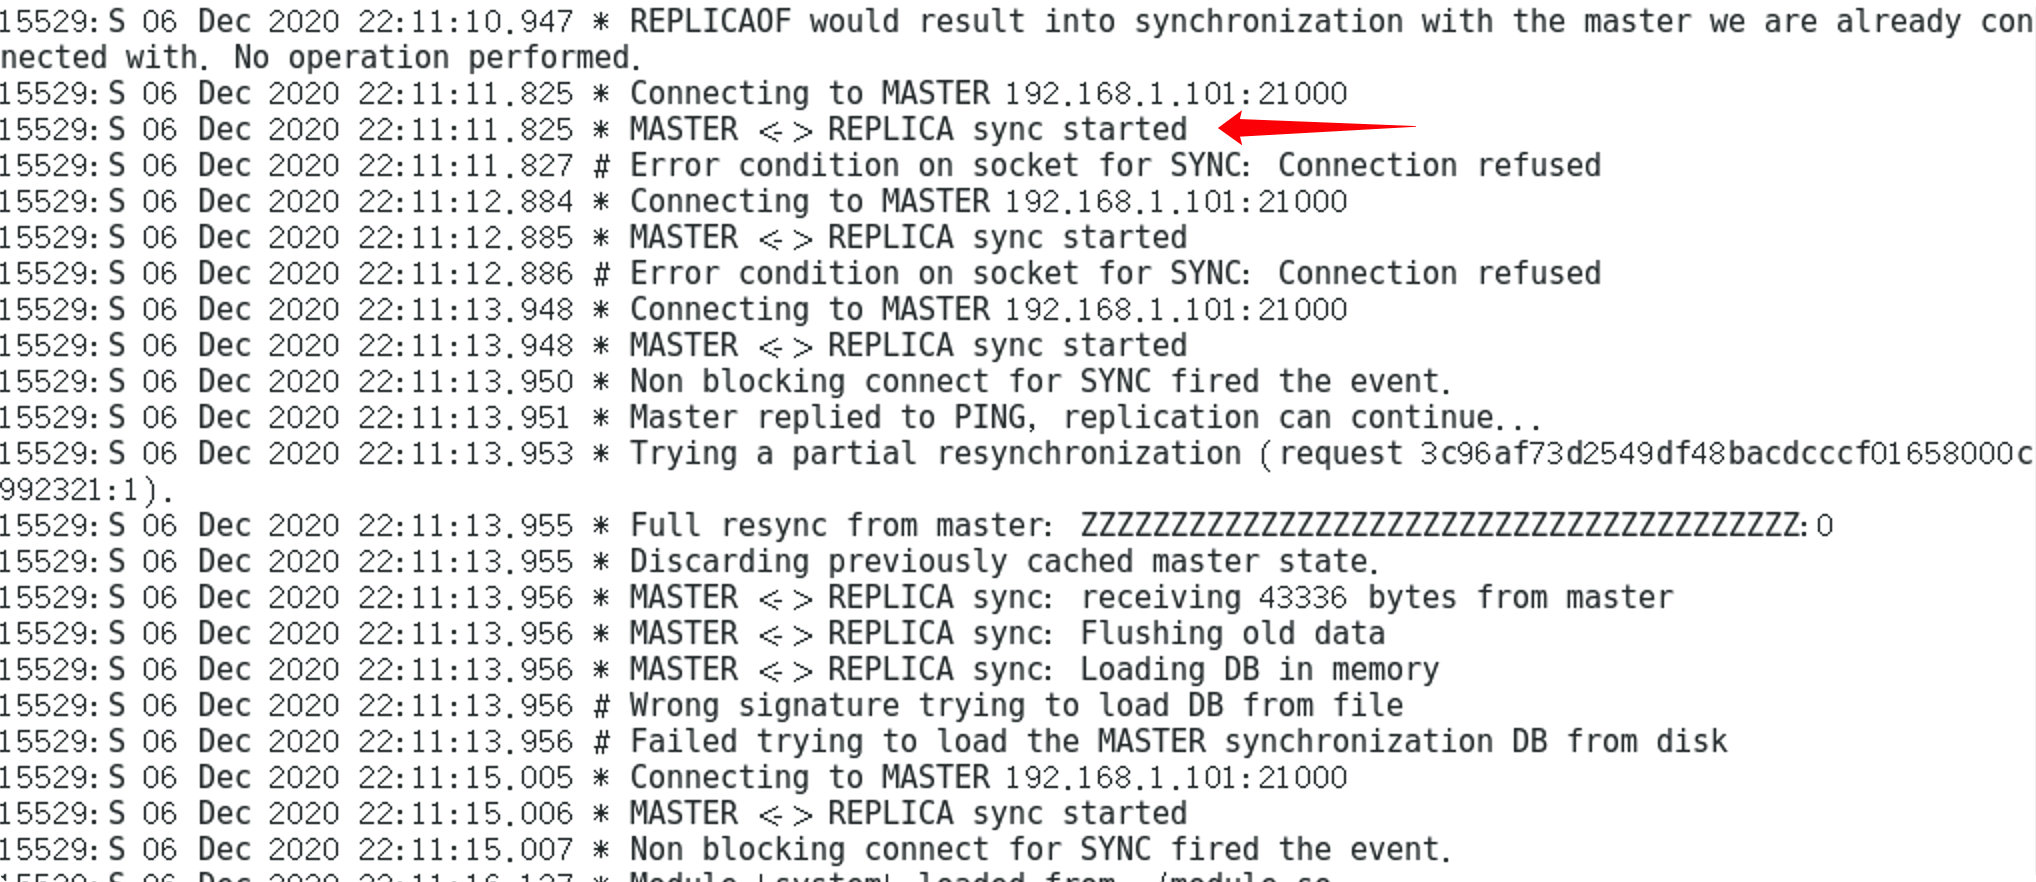 15529:S 06 Dec 2020 22:11:10.947 * REPLICAOF would result into synchronization with the master we are already con
nected with. No operation performed.
15529:S 06 Dec 2020 22:11:11.825 * Connecting to MASTER 192.168.1.101:21000
15529:S 06 Dec 2020 22:11:11.825 * MASTER <-> REPLICA sync started
15529:S 06 Dec 2020 22:11:11.827 # Error condition on socket for SYNC: Connection refused
15529:S 06 Dec 2020 22:11:12.884 * Connecting to MASTER 192.168.1.101:21000
15529:S 06 Dec 2020 22:11:12.885 * MASTER <-> REPLICA sync started
15529:S 06 Dec 2020 22:11:12.886 # Error condition on socket for SYNC: Connection refused
15529:S 06 Dec 2020 22:11:13.948 * Connecting to MASTER 192.168.1.101:21000
15529:S 06 Dec 2020 22:11:13.948 * MASTER <-> REPLICA sync started
15529:S 06 Dec 2020 22:11:13.950 * Non blocking connect for SYNC fired the event.
15529:S 06 Dec 2020 22:11:13.951 * Master replied to PING, replication can continue...
15529:S 06 Dec 2020 22:11:13.953 * Trying a partial resynchronization (request 3c96af73d2549df48bacdcccf01658000c
992321:1).
15529:S 06 Dec 2020 22:11:13.955 * Full resync from master: ZZZZZZZZZZZZZZZZZZZZZZZZZZZZZZZZZZZZZZZZ:0
15529:S 06 Dec 2020 22:11:13.955 * Discarding previously cached master state.
15529:S 06 Dec 2020 22:11:13.956 * MASTER <-> REPLICA sync: receiving 43336 bytes from master
15529:S 06 Dec 2020 22:11:13.956 * MASTER <-> REPLICA sync: Flushing old data
15529:S 06 Dec 2020 22:11:13.956 * MASTER <-> REPLICA sync: Loading DB in memory
15529:S 06 Dec 2020 22:11:13.956 # Wrong signature trying to load DB from file
15529:S 06 Dec 2020 22:11:13.956 # Failed trying to load the MASTER synchronization DB from disk
15529:S 06 Dec 2020 22:11:15.005 * Connecting to MASTER 192.168.1.101:21000
15529:S 06 Dec 2020 22:11:15.006 * MASTER <-> REPLICA sync started
15529:S 06 Dec 2020 22:11:15.007 * Non blocking connect for SYNC fired the event.